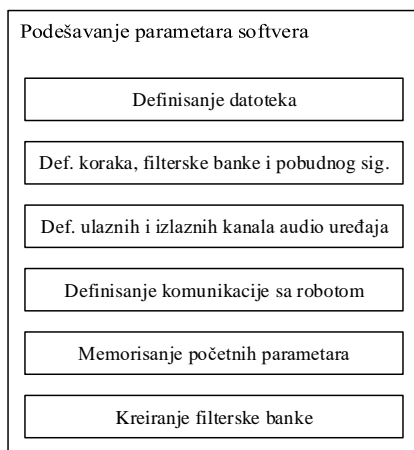 Podešavanje parametara softvera
Definisanje datoteka
Def. koraka, filterske banke i pobudnog sig.
Def. ulaznih i izlaznih kanala audio uređaja
Definisanje komunikacije sa robotom
Memorisanje početnih parametara
Kreiranje filterske banke